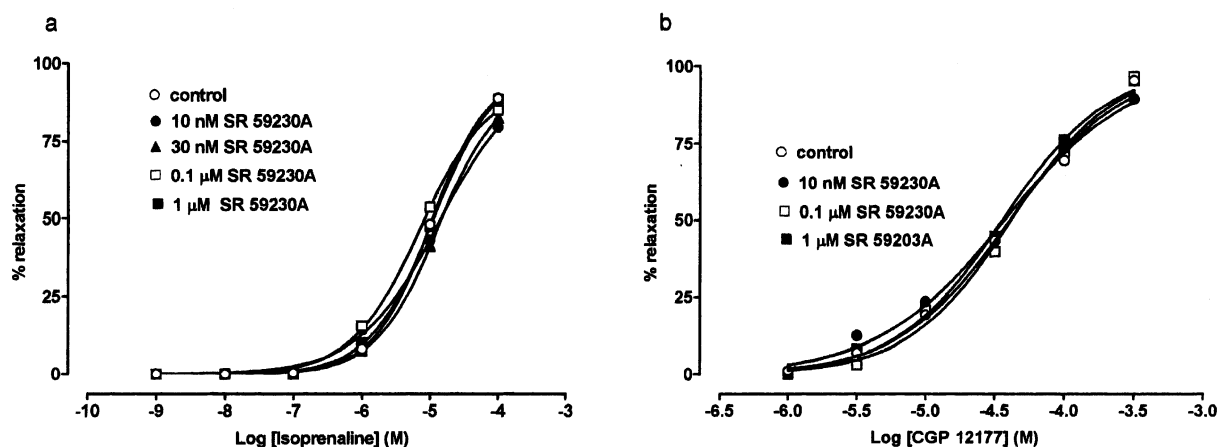 a
100
75
50
25
0
% relaxation
control
10 nM SR 59230A
30 nM SR 59230A
0.1 μM SR 59230A
1 μM SR 59230A
-10 -9 -8 -7 -6 -5 -4 -3
Log [Isoprenaline] (M)
b
100
75
50
25
0
% relaxation
control
10 nM SR 59230A
0.1 μM SR 59230A
1 μM SR 59203A
-6.5 -6.0 -5.5 -5.0 -4.5 -4.0 -3.5 -3.0
Log [CGP 12177] (M)